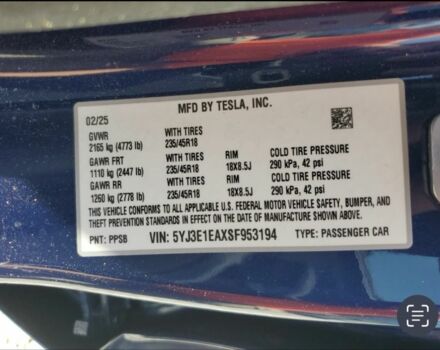 MFD BY TESLA, INC.
02/25
GVWR WITH TIRES
2165 kg (4773 lb) 235/45R18
GAWR FRT WITH TIRES RIM COLD TIRE PRESSURE
1110 kg (2447 lb) 235/45R18 18X8.5J 290 kPa, 42 psi
GAWR RR WITH TIRES RIM COLD TIRE PRESSURE
1260 kg (2778 lb) 235/45R18 18X8.5J 290 kPa, 42 psi
THIS VEHICLE CONFORMS TO ALL APPLICABLE U.S. FEDERAL MOTOR VEHICLE SAFETY, BUMPER, AND
THEFT PREVENTION STANDARDS IN EFFECT ON THE DATE OF MANUFACTURE SHOWN ABOVE.
PNT: PPSB VIN: 5YJ3E1EAXSF953194 TYPE: PASSENGER CAR